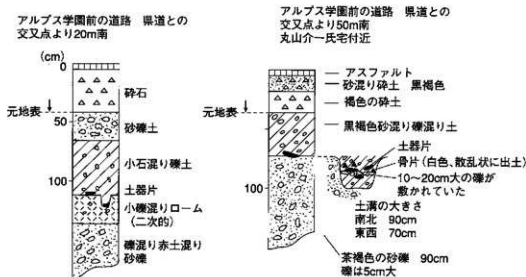 アルプス学園前の道路 県道との
交叉点より20m南
(cm)
0
50
100
元地表
砕石
砂礫土
小石混り礫土
土器片
小礫混りローム
(二次的)
礫混り赤土混り
砂礫
アルプス学園前の道路 県道との
交叉点より50m南
丸山介一氏宅付近
元地表
100
アスファルト
砂混り砕土 黒褐色
褐色の砕土
黒褐色砂混り礫混り土
土器片
骨片(白色、散乱状に出土)
10〜20cm大の礫が
敷かれていた
土溝の大きさ
南北 90cm
東西 70cm
茶褐色の砂礫 90cm
礫は5cm大